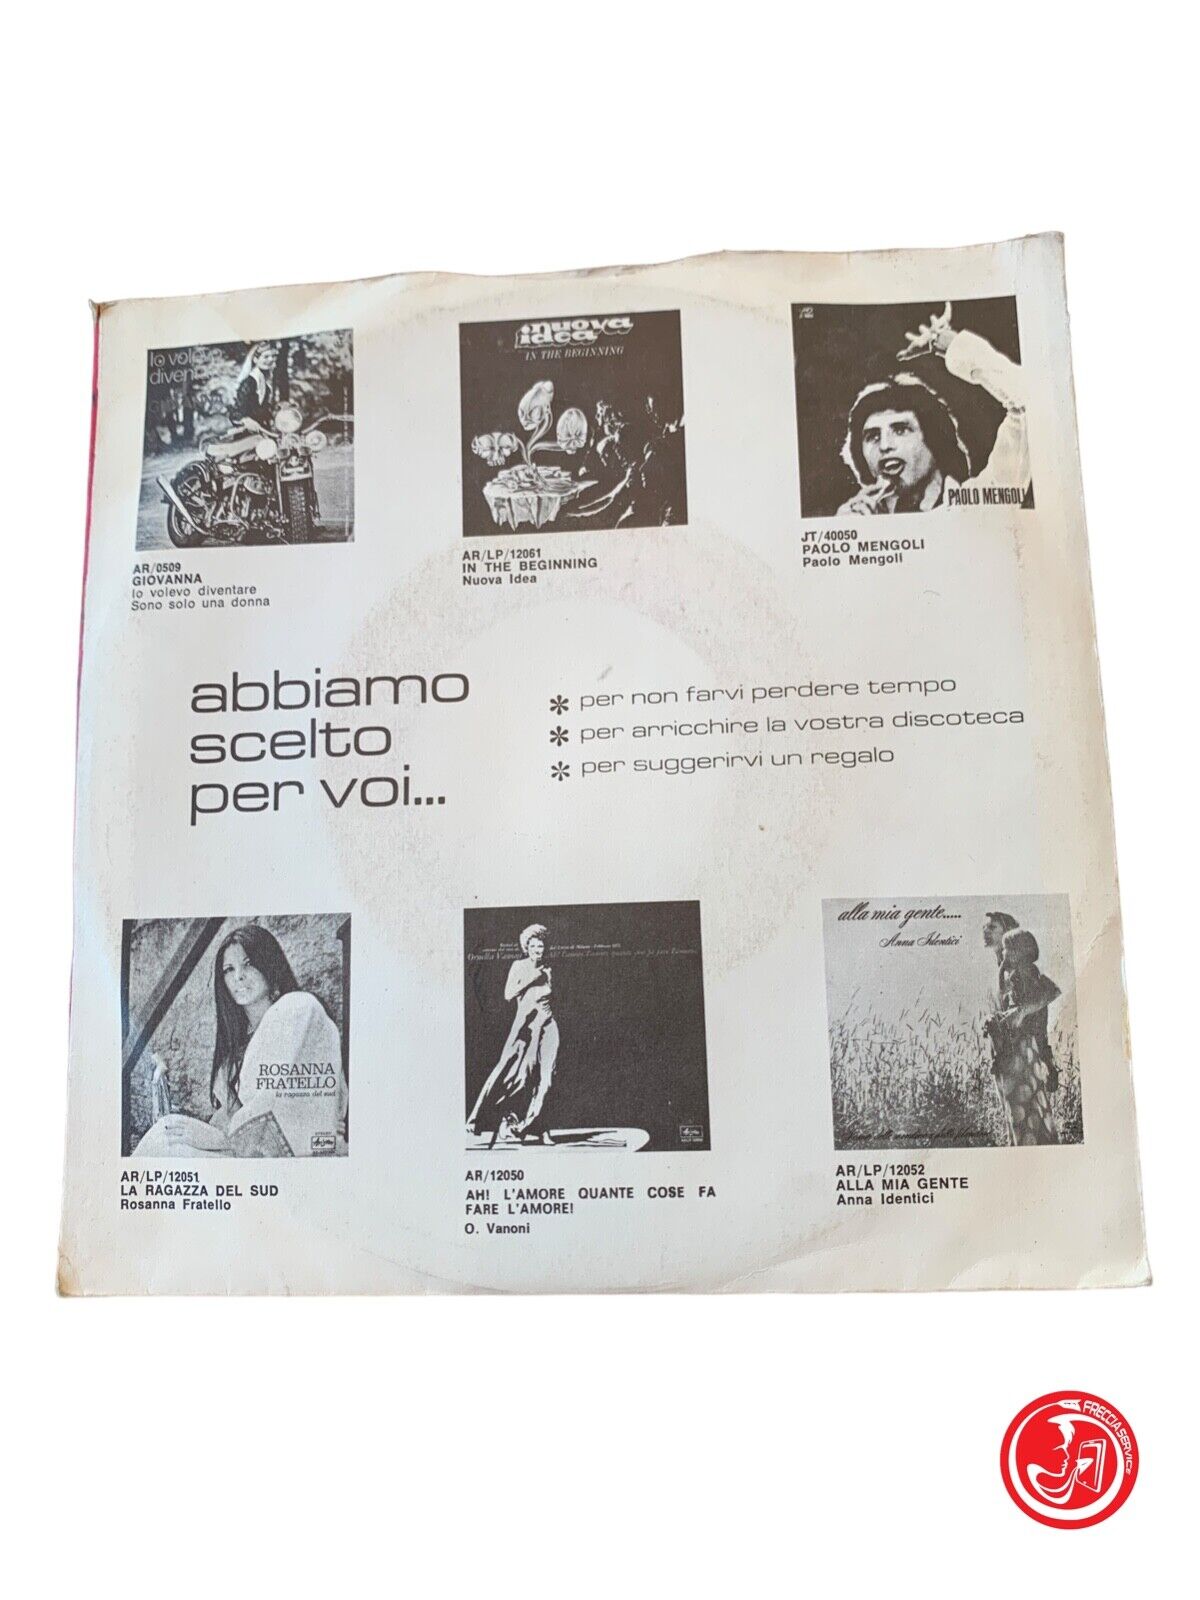 Io volevo
diventare
nuova
idea
IN THE BEGINNING
PAOLO MENGOLI
AR/0509
GIOVANNA
Io volevo diventare
Sono solo una donna
AR/LP/12061
IN THE BEGINNING
Nuova Idea
JT/40050
PAOLO MENGOLI
Paolo Mengoli
abbiamo
scelto
per voi...
* per non farvi perdere tempo
* per arricchire la vostra discoteca
* per suggerirvi un regalo
ROSANNA
FRATELLO
la ragazza del sud
Ornella Vanoni
alla mia gente.....
Anna Identici
AR/LP/12051
LA RAGAZZA DEL SUD
Rosanna Fratello
AR/12050
AH! L'AMORE QUANTE COSE FA
FARE L'AMORE!
O. Vanoni
AR/LP/12052
ALLA MIA GENTE
Anna Identici
FRECCIA SERVICE